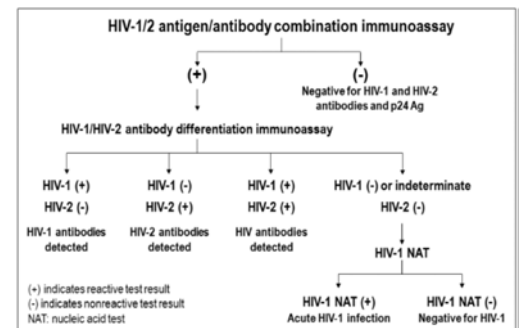 HIV-1/2 antigen/antibody combination immunoassay
(+)
(-)
Negative for HIV-1 and HIV-2
antibodies and p24 Ag
HIV-1/HIV-2 antibody differentiation immunoassay
HIV-1 (+)
HIV-2 (-)
HIV-1 antibodies
detected
HIV-1 (-)
HIV-2 (+)
HIV-2 antibodies
detected
HIV-1 (+)
HIV-2 (+)
HIV antibodies
detected
HIV-1 (-) or indeterminate
HIV-2 (-)
HIV-1 NAT
HIV-1 NAT (+)
Acute HIV-1 infection
HIV-1 NAT (-)
Negative for HIV-1
(+) indicates reactive test result
(-) indicates nonreactive test result
NAT: nucleic acid test